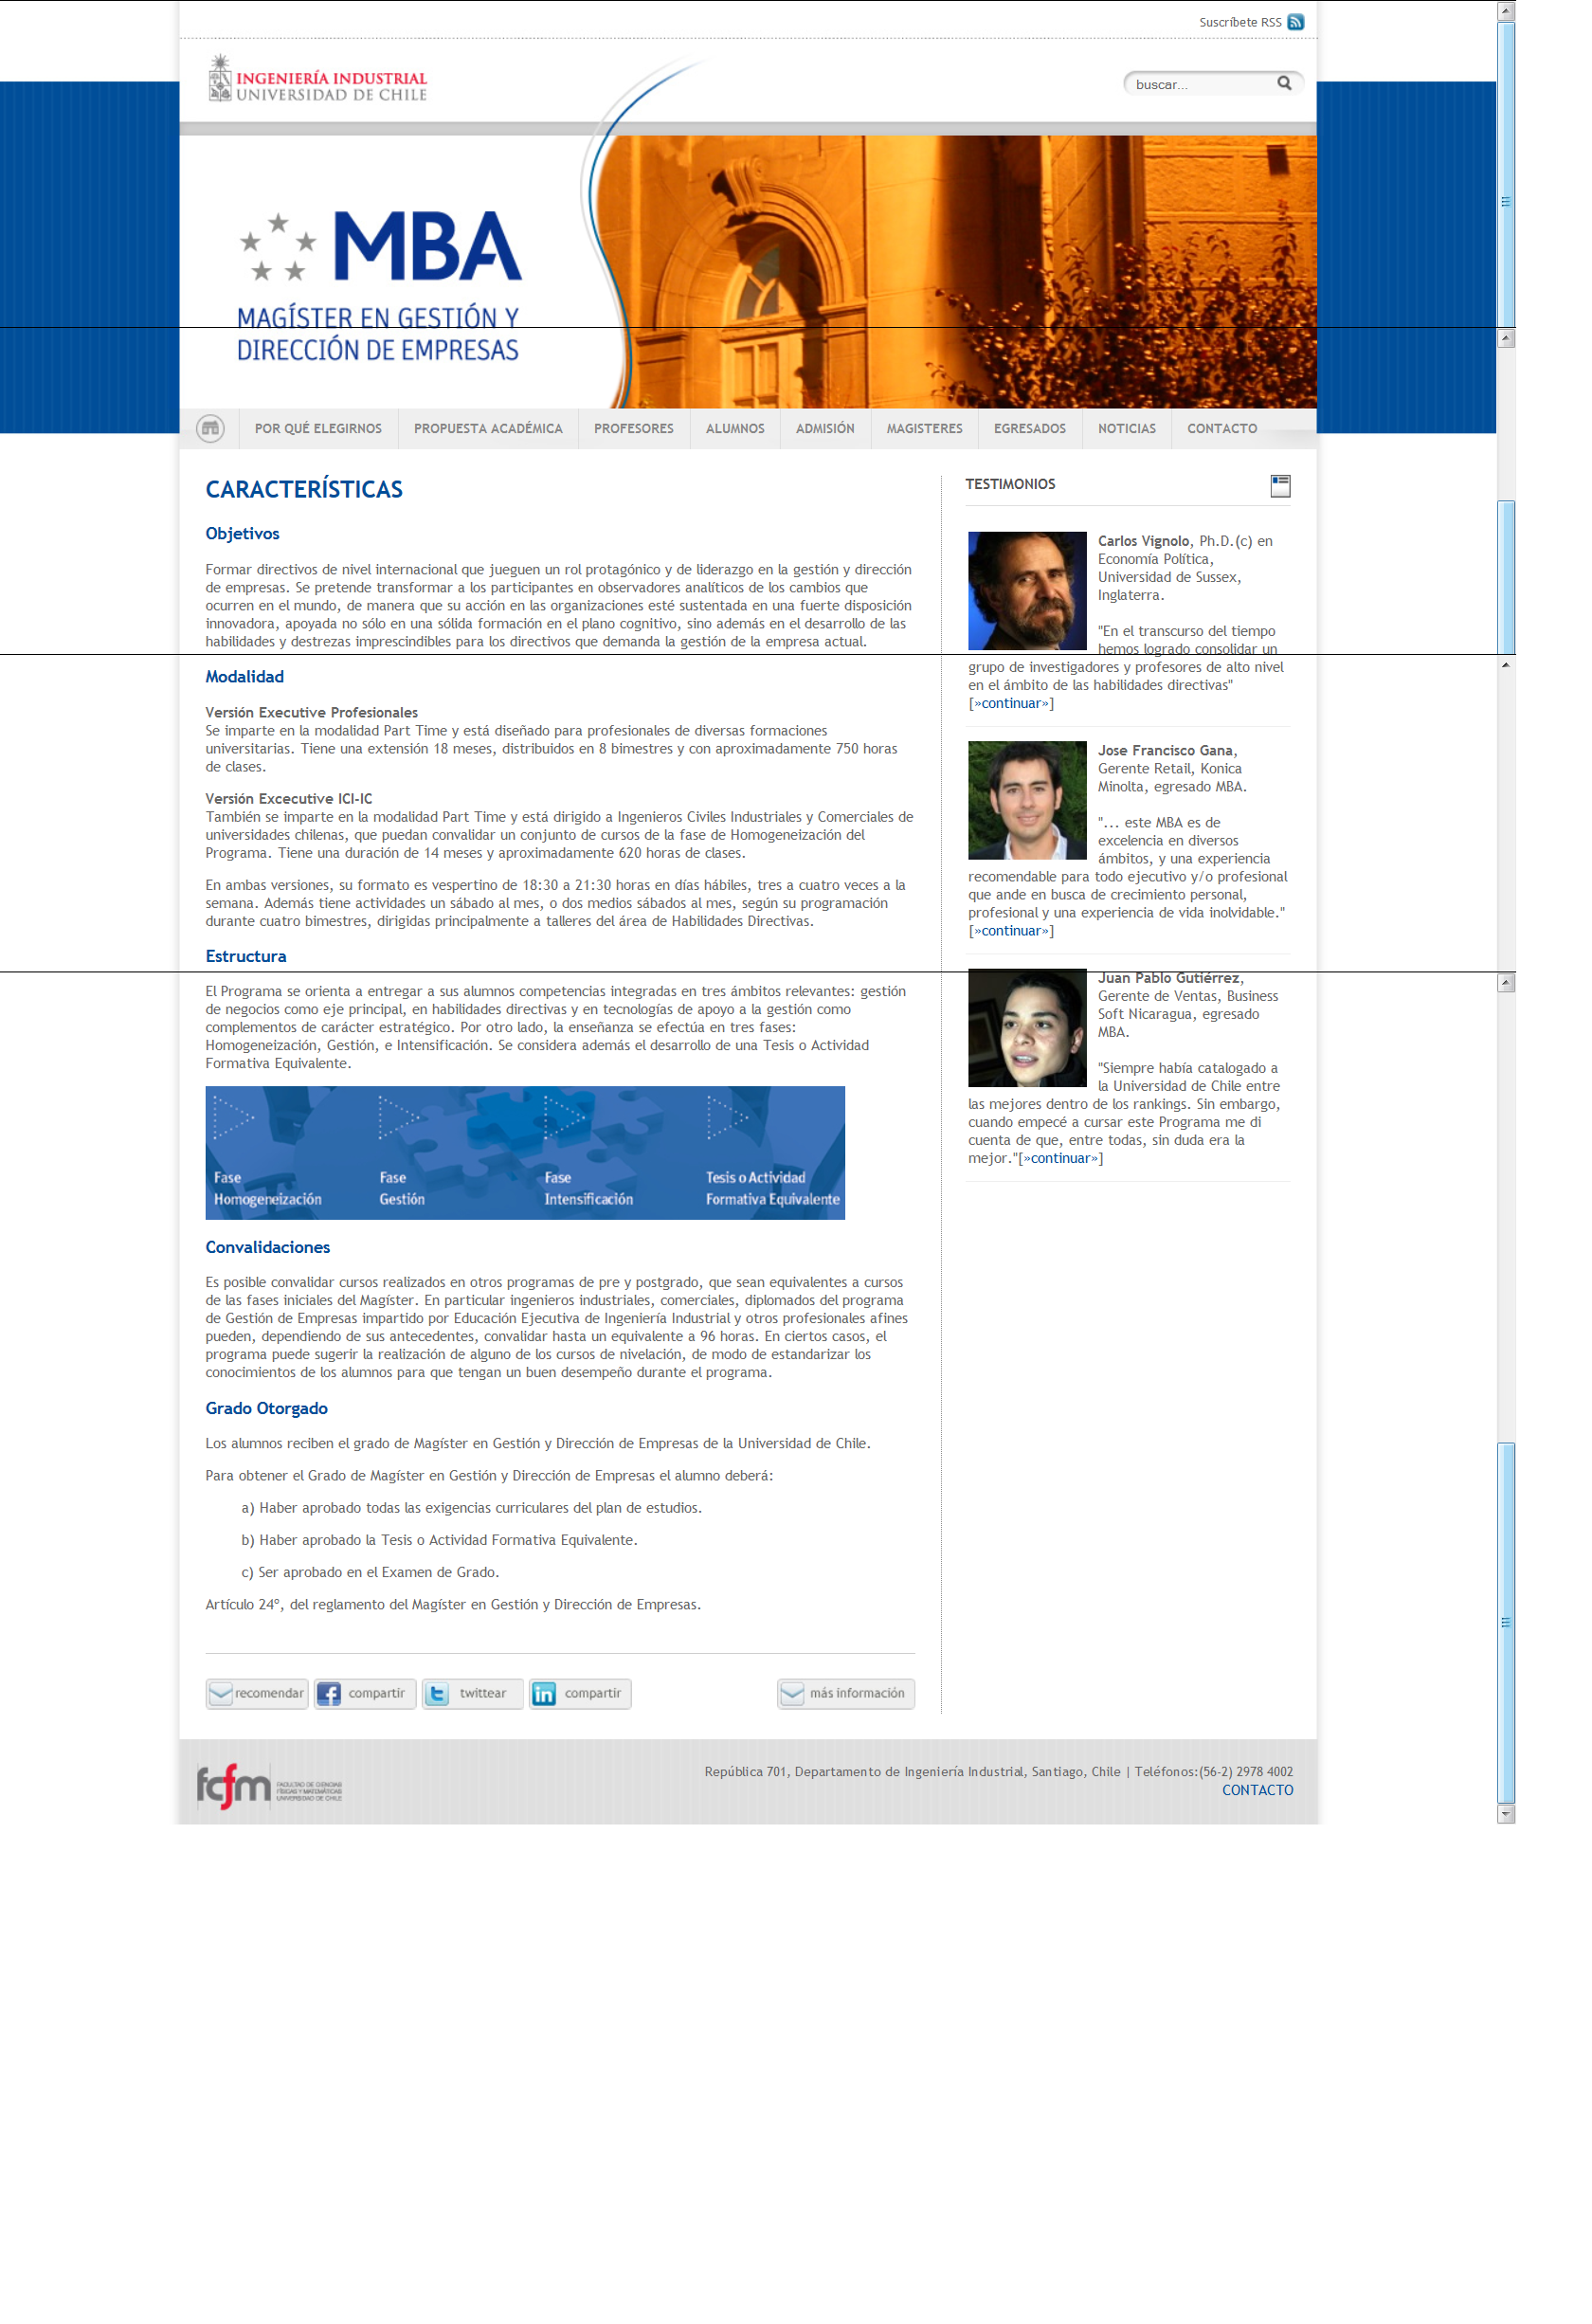 Suscríbete RSS
INGENIERÍA INDUSTRIAL
UNIVERSIDAD DE CHILE
buscar...
MBA
MAGÍSTER EN GESTIÓN Y
DIRECCIÓN DE EMPRESAS
POR QUÉ ELEGIRNOS PROPUESTA ACADÉMICA PROFESORES ALUMNOS ADMISIÓN MAGISTERES EGRESADOS NOTICIAS CONTACTO
CARACTERÍSTICAS
Objetivos
Formar directivos de nivel internacional que jueguen un rol protagónico y de liderazgo en la gestión y dirección
de empresas. Se pretende transformar a los participantes en observadores analíticos de los cambios que
ocurren en el mundo, de manera que su acción en las organizaciones esté sustentada en una fuerte disposición
innovadora, apoyada no sólo en una sólida formación en el plano cognitivo, sino además en el desarrollo de las
habilidades y destrezas imprescindibles para los directivos que demanda la gestión de la empresa actual.
Modalidad
Versión Executive Profesionales
Se imparte en la modalidad Part Time y está diseñado para profesionales de diversas formaciones
universitarias. Tiene una extensión 18 meses, distribuidos en 8 bimestres y con aproximadamente 750 horas
de clases.
Versión Excecutive ICI-IC
También se imparte en la modalidad Part Time y está dirigido a Ingenieros Civiles Industriales y Comerciales de
universidades chilenas, que puedan convalidar un conjunto de cursos de la fase de Homogeneización del
Programa. Tiene una duración de 14 meses y aproximadamente 620 horas de clases.
En ambas versiones, su formato es vespertino de 18:30 a 21:30 horas en días hábiles, tres a cuatro veces a la
semana. Además tiene actividades un sábado al mes, o dos medios sábados al mes, según su programación
durante cuatro bimestres, dirigidas principalmente a talleres del área de Habilidades Directivas.
Estructura
El Programa se orienta a entregar a sus alumnos competencias integradas en tres ámbitos relevantes: gestión
de negocios como eje principal, en habilidades directivas y en tecnologías de apoyo a la gestión como
complementos de carácter estratégico. Por otro lado, la enseñanza se efectúa en tres fases:
Homogeneización, Gestión, e Intensificación. Se considera además el desarrollo de una Tesis o Actividad
Formativa Equivalente.
Fase
Homogeneización
Fase
Gestión
Fase
Intensificación
Tesis o Actividad
Formativa Equivalente
Convalidaciones
Es posible convalidar cursos realizados en otros programas de pre y postgrado, que sean equivalentes a cursos
de las fases iniciales del Magíster. En particular ingenieros industriales, comerciales, diplomados del programa
de Gestión de Empresas impartido por Educación Ejecutiva de Ingeniería Industrial y otros profesionales afines
pueden, dependiendo de sus antecedentes, convalidar hasta un equivalente a 96 horas. En ciertos casos, el
programa puede sugerir la realización de alguno de los cursos de nivelación, de modo de estandarizar los
conocimientos de los alumnos para que tengan un buen desempeño durante el programa.
Grado Otorgado
Los alumnos reciben el grado de Magíster en Gestión y Dirección de Empresas de la Universidad de Chile.
Para obtener el Grado de Magíster en Gestión y Dirección de Empresas el alumno deberá:
a) Haber aprobado todas las exigencias curriculares del plan de estudios.
b) Haber aprobado la Tesis o Actividad Formativa Equivalente.
c) Ser aprobado en el Examen de Grado.
Artículo 24º, del reglamento del Magíster en Gestión y Dirección de Empresas.
recomendar compartir twittear compartir más información
TESTIMONIOS
Carlos Vignolo, Ph.D.(c) en
Economía Política,
Universidad de Sussex,
Inglaterra.
"En el transcurso del tiempo
hemos logrado consolidar un
grupo de investigadores y profesores de alto nivel
en el ámbito de las habilidades directivas"
[»continuar»]
Jose Francisco Gana,
Gerente Retail, Konica
Minolta, egresado MBA.
"... este MBA es de
excelencia en diversos
ámbitos, y una experiencia
recomendable para todo ejecutivo y/o profesional
que ande en busca de crecimiento personal,
profesional y una experiencia de vida inolvidable."
[»continuar»]
Juan Pablo Gutiérrez,
Gerente de Ventas, Business
Soft Nicaragua, egresado
MBA.
"Siempre había catalogado a
la Universidad de Chile entre
las mejores dentro de los rankings. Sin embargo,
cuando empecé a cursar este Programa me di
cuenta de que, entre todas, sin duda era la
mejor."[»continuar»]
fcfm
FACULTAD DE CIENCIAS
FÍSICAS Y MATEMÁTICAS
UNIVERSIDAD DE CHILE
República 701, Departamento de Ingeniería Industrial, Santiago, Chile | Teléfonos:(56-2) 2978 4002
CONTACTO